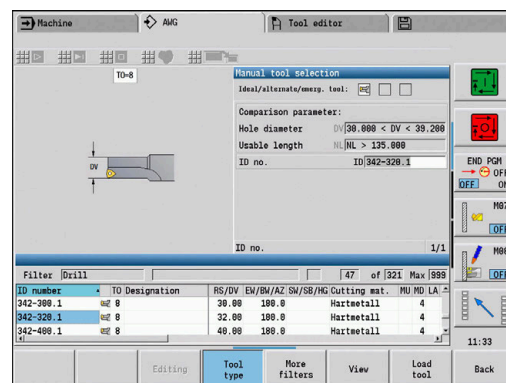 Machine
AWG
Tool editor
TO=8
Manual tool selection
Ideal/alternate/emerg. tool:
Comparison parameter:
Hole diameter DV 30.000 < DV < 39.200
Usable length NL NL > 135.000
ID no. ID 342-320.1
ID no. 1/1
DV
END PGM
OFF
OFF ON
M07
OFF
M08
OFF
11:33
Filter Drill 47 of 321 Max 999
ID number TO Designation RS/DV EW/BW/AZ SW/SB/HG Cutting mat. MU MD LA
342-300.1 8 30.00 180.0 Hartmetall 4
342-320.1 8 32.00 180.0 Hartmetall 4
342-400.1 8 40.00 180.0 Hartmetall 4
Editing
Tool type
More filters
View
Load tool
Back